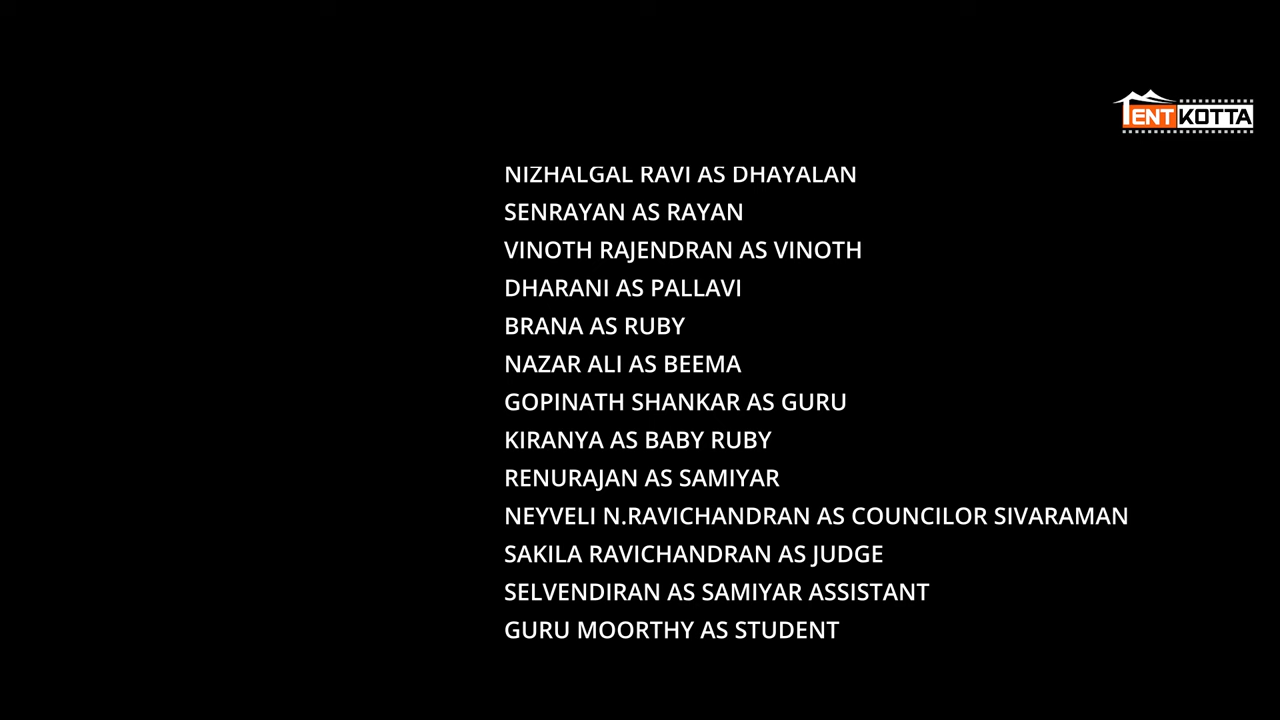 TENT KOTTA
NIZHALGAL RAVI AS DHAYALAN
SENRAYAN AS RAYAN
VINOTH RAJENDRAN AS VINOTH
DHARANI AS PALLAVI
BRANA AS RUBY
NAZAR ALI AS BEEMA
GOPINATH SHANKAR AS GURU
KIRANYA AS BABY RUBY
RENURAJAN AS SAMIYAR
NEYVELI N.RAVICHANDRAN AS COUNCILOR SIVARAMAN
SAKILA RAVICHANDRAN AS JUDGE
SELVENDIRAN AS SAMIYAR ASSISTANT
GURU MOORTHY AS STUDENT